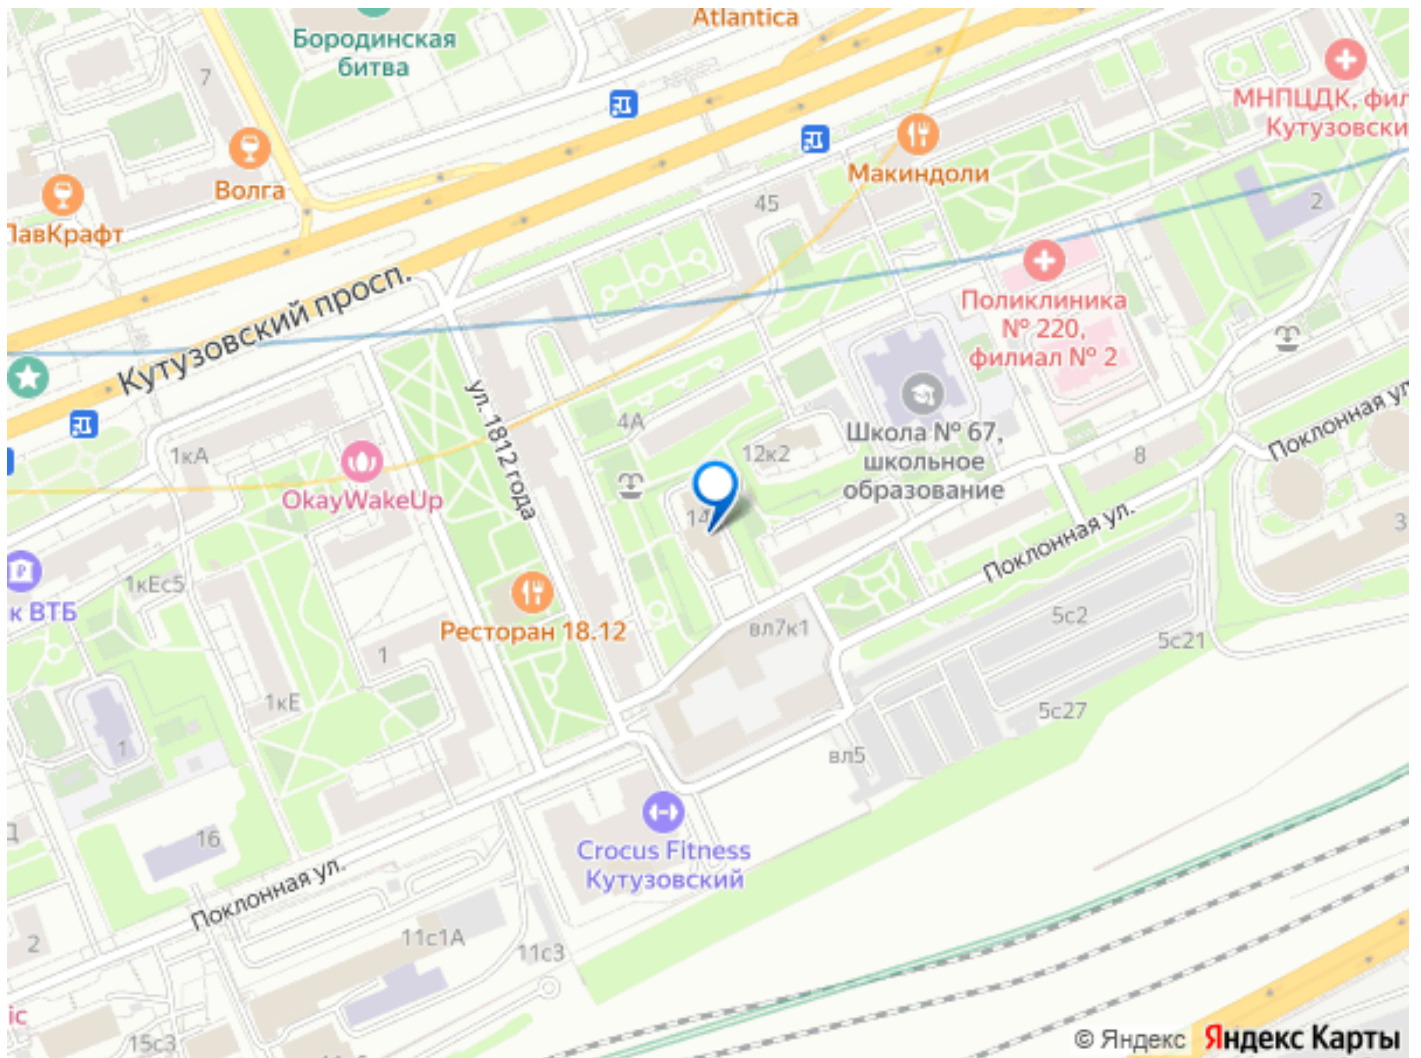 Atlantica
Бородинская
битва
7
МНПЦДК, фил
Кутузовски
Волга
Макиндоли
ПавКрафт
45
2
Кутузовский просп.
Поликлиника
№ 220,
филиал № 2
ул. 1812 года
4А
12к2
Школа № 67,
школьное
образование
Поклонная ул.
8
1кА
OkayWakeUp
14
3
Поклонная ул.
к ВТБ
1кЕс5
Ресторан 18.12
вл7к1
5с2
5с21
1
1кЕ
5с27
1
вл5
16
Crocus Fitness
Кутузовский
Поклонная ул.
2
11с1А
11с3
ic
15с3
© Яндекс Яндекс Карты